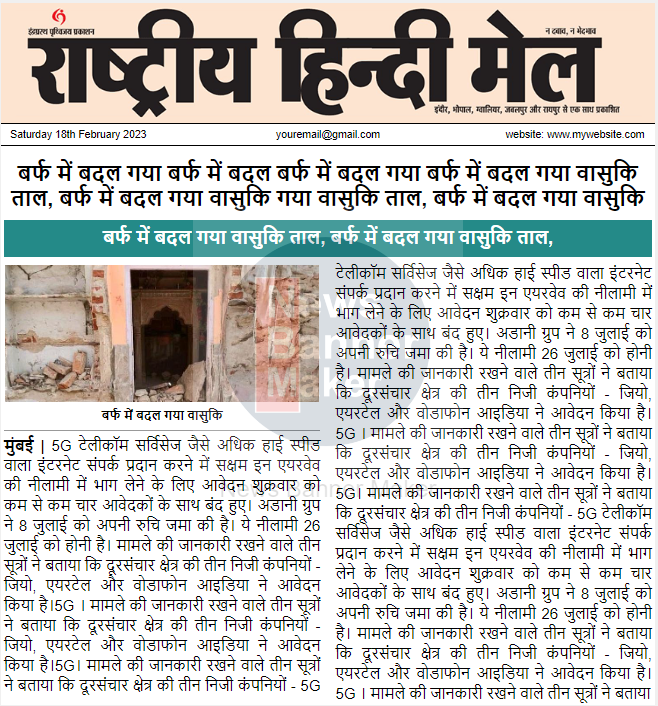 इंद्रप्रस्थ पृथ्विजय प्रकाशन
न दबाव, न भेदभाव
राष्ट्रीय हिन्दी मेल
इंदौर, भोपाल, ग्वालियर, जबलपुर और रायपुर से एक साथ प्रकाशित
Saturday 18th February 2023
youremail@gmail.com
website: www.mywebsite.com
बर्फ में बदल गया बर्फ में बदल बर्फ में बदल गया बर्फ में बदल गया वासुकि
ताल, बर्फ में बदल गया वासुकि गया वासुकि ताल, बर्फ में बदल गया वासुकि
बर्फ में बदल गया वासुकि ताल, बर्फ में बदल गया वासुकि ताल,
News
Banner
Maker
बर्फ में बदल गया वासुकि
मुंबई | 5G टेलीकॉम सर्विसेज जैसे अधिक हाई स्पीड
वाला इंटरनेट संपर्क प्रदान करने में सक्षम इन एयरवेव
की नीलामी में भाग लेने के लिए आवेदन शुक्रवार को
कम से कम चार आवेदकों के साथ बंद हुए। अडानी ग्रुप
ने 8 जुलाई को अपनी रुचि जमा की है। ये नीलामी 26
जुलाई को होनी है। मामले की जानकारी रखने वाले तीन
सूत्रों ने बताया कि दूरसंचार क्षेत्र की तीन निजी कंपनियों -
जियो, एयरटेल और वोडाफोन आइडिया ने आवेदन
किया है।5G । मामले की जानकारी रखने वाले तीन सूत्रों
ने बताया कि दूरसंचार क्षेत्र की तीन निजी कंपनियों -
जियो, एयरटेल और वोडाफोन आइडिया ने आवेदन
किया है।5G। मामले की जानकारी रखने वाले तीन सूत्रों
ने बताया कि दूरसंचार क्षेत्र की तीन निजी कंपनियों - 5G
टेलीकॉम सर्विसेज जैसे अधिक हाई स्पीड वाला इंटरनेट
संपर्क प्रदान करने में सक्षम इन एयरवेव की नीलामी में
भाग लेने के लिए आवेदन शुक्रवार को कम से कम चार
आवेदकों के साथ बंद हुए। अडानी ग्रुप ने 8 जुलाई को
अपनी रुचि जमा की है। ये नीलामी 26 जुलाई को होनी
है। मामले की जानकारी रखने वाले तीन सूत्रों ने बताया
कि दूरसंचार क्षेत्र की तीन निजी कंपनियों - जियो,
एयरटेल और वोडाफोन आइडिया ने आवेदन किया है।
5G । मामले की जानकारी रखने वाले तीन सूत्रों ने बताया
कि दूरसंचार क्षेत्र की तीन निजी कंपनियों - जियो,
एयरटेल और वोडाफोन आइडिया ने आवेदन किया है।
5G। मामले की जानकारी रखने वाले तीन सूत्रों ने बताया
कि दूरसंचार क्षेत्र की तीन निजी कंपनियों - 5G टेलीकॉम
सर्विसेज जैसे अधिक हाई स्पीड वाला इंटरनेट संपर्क
प्रदान करने में सक्षम इन एयरवेव की नीलामी में भाग
लेने के लिए आवेदन शुक्रवार को कम से कम चार
आवेदकों के साथ बंद हुए। अडानी ग्रुप ने 8 जुलाई को
अपनी रुचि जमा की है। ये नीलामी 26 जुलाई को होनी
है। मामले की जानकारी रखने वाले तीन सूत्रों ने बताया
कि दूरसंचार क्षेत्र की तीन निजी कंपनियों - जियो,
एयरटेल और वोडाफोन आइडिया ने आवेदन किया है।
5G । मामले की जानकारी रखने वाले तीन सूत्रों ने बताया
News Banner Maker